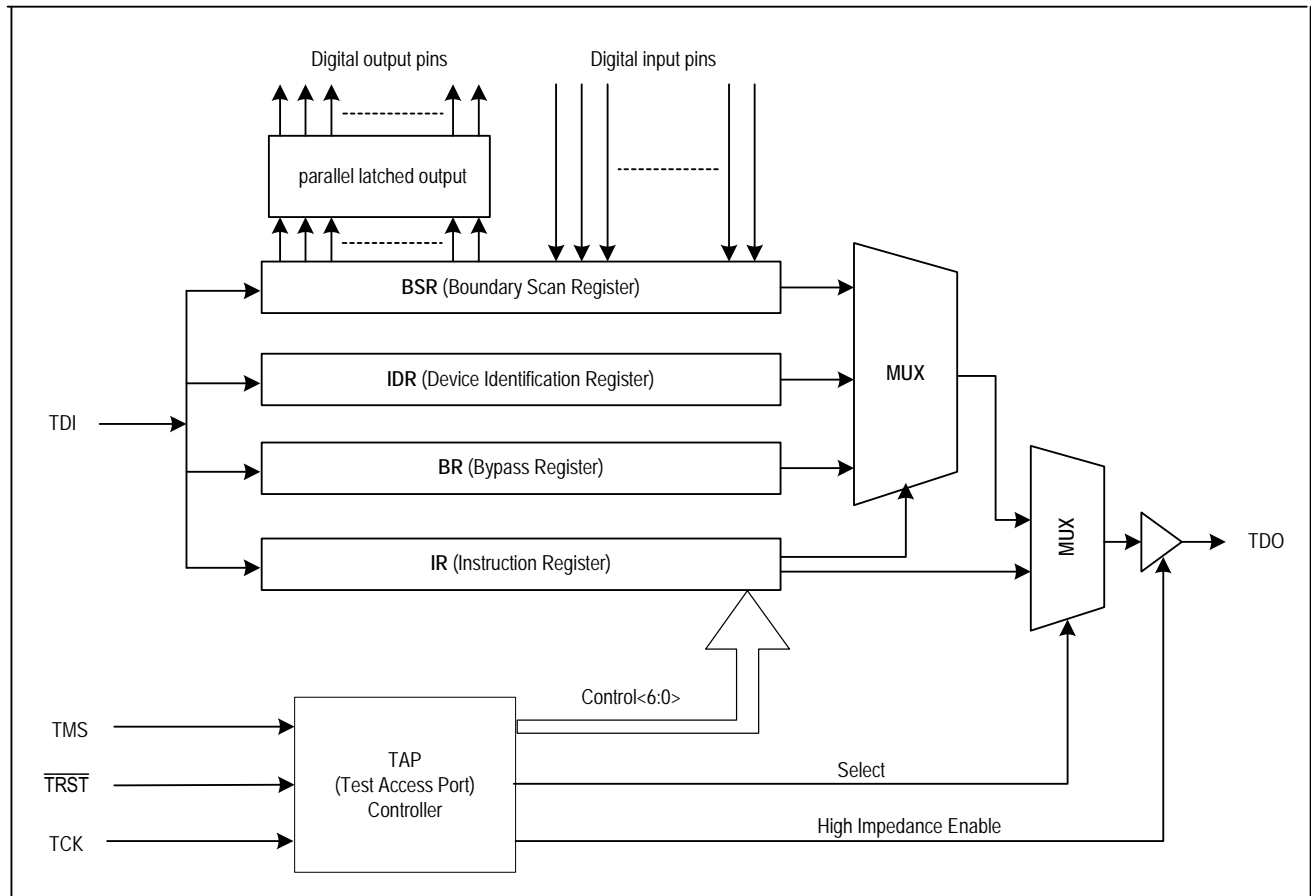 Digital output pins
Digital input pins
parallel latched output
BSR (Boundary Scan Register)
IDR (Device Identification Register)
MUX
TDI
BR (Bypass Register)
MUX
IR (Instruction Register)
TDO
Control<6:0>
TMS
TAP
(Test Access Port)
Controller
TRST
Select
TCK
High Impedance Enable